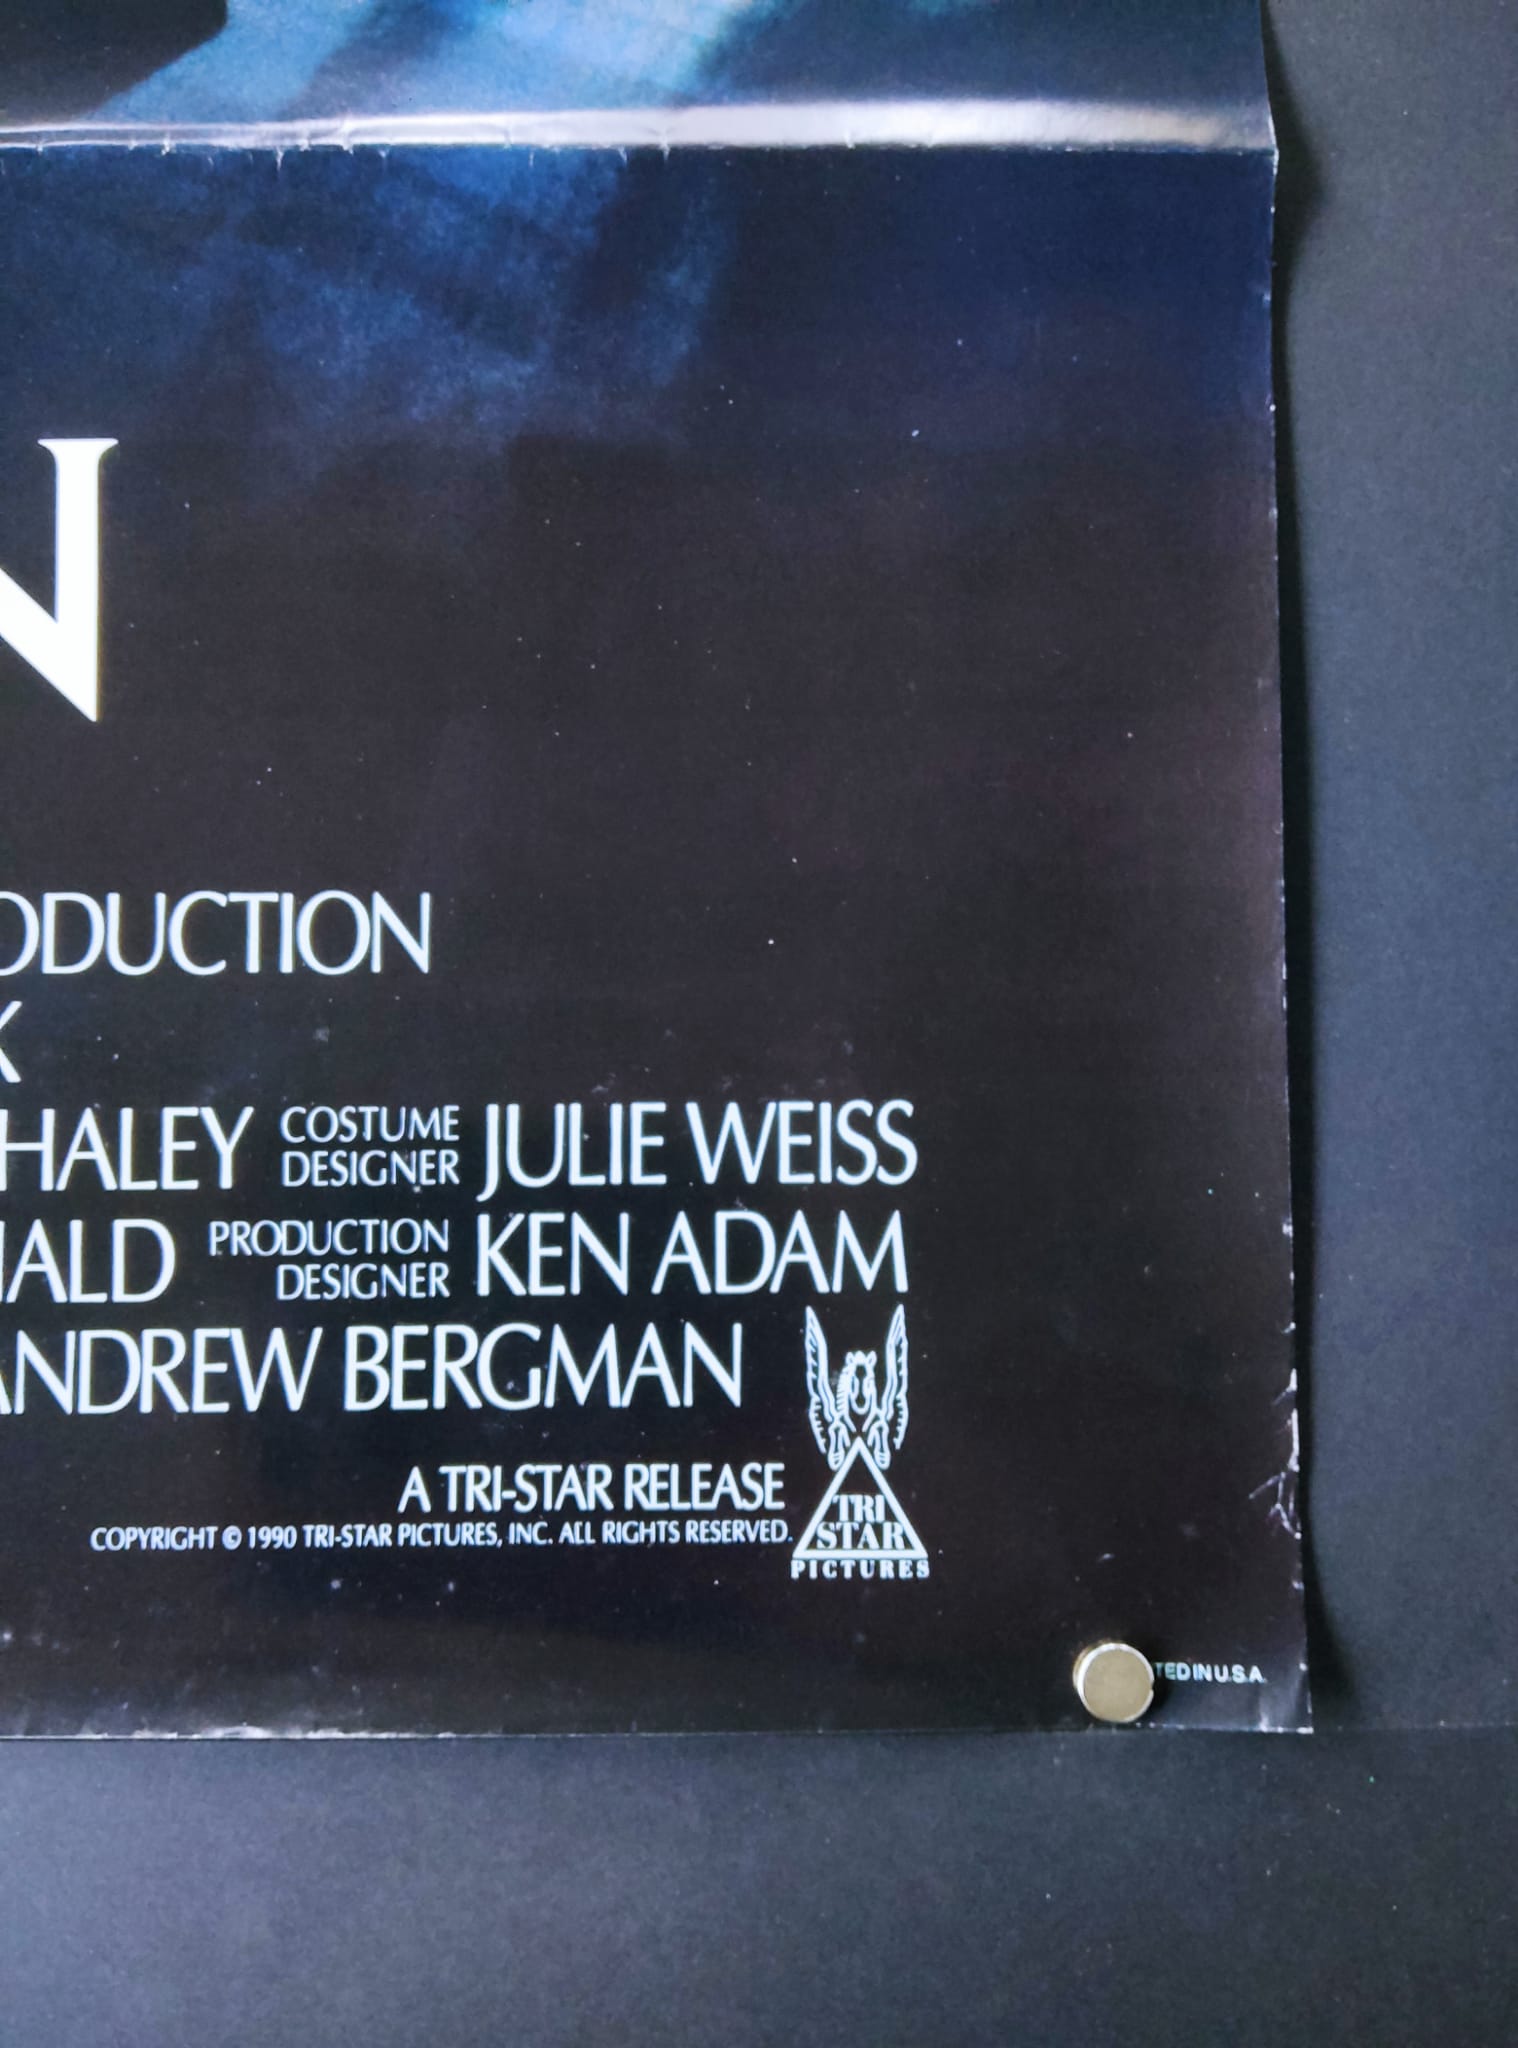 N
ODUCTION
X
HALEY COSTUME DESIGNER JULIE WEISS
NALD PRODUCTION DESIGNER KEN ADAM
ANDREW BERGMAN
A TRI-STAR RELEASE
COPYRIGHT © 1990 TRI-STAR PICTURES, INC. ALL RIGHTS RESERVED.
TRI
STAR
PICTURES
TED IN U.S.A.